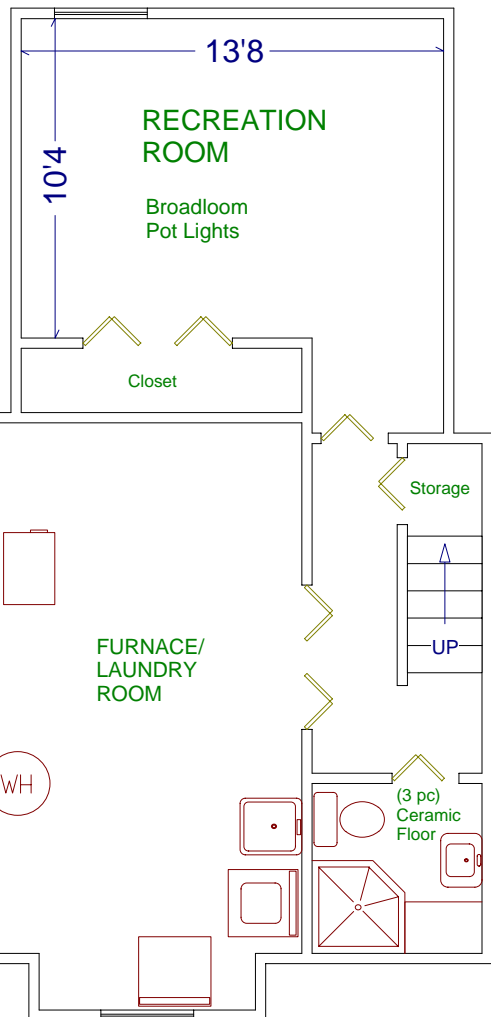 13'8
RECREATION
ROOM
10'4
Broadloom
Pot Lights
Closet
Storage
UP
FURNACE/
LAUNDRY
ROOM
WH
(3 pc)
Ceramic
Floor